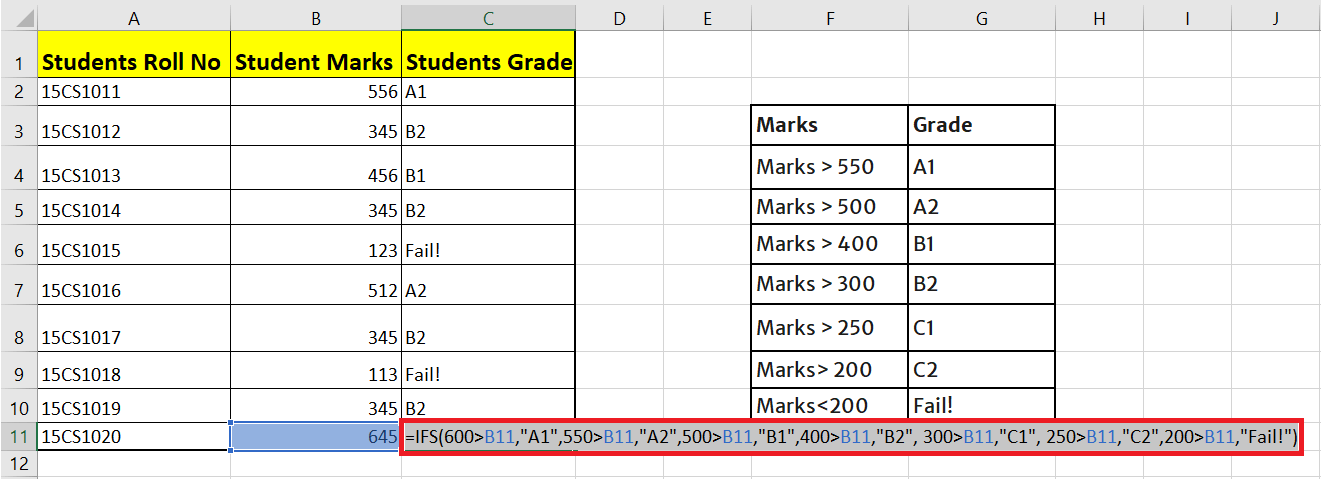 A B C D E F G H I J
1 Students Roll No Student Marks Students Grade
2 15CS1011 556 A1
3 15CS1012 345 B2 Marks Grade
4 15CS1013 456 B1 Marks > 550 A1
5 15CS1014 345 B2 Marks > 500 A2
6 15CS1015 123 Fail! Marks > 400 B1
7 15CS1016 512 A2 Marks > 300 B2
8 15CS1017 345 B2 Marks > 250 C1
9 15CS1018 113 Fail! Marks> 200 C2
10 15CS1019 345 B2 Marks<200 Fail!
11 15CS1020 645 =IFS(600>B11,"A1",550>B11,"A2",500>B11,"B1",400>B11,"B2", 300>B11,"C1", 250>B11,"C2",200>B11,"Fail!")
12